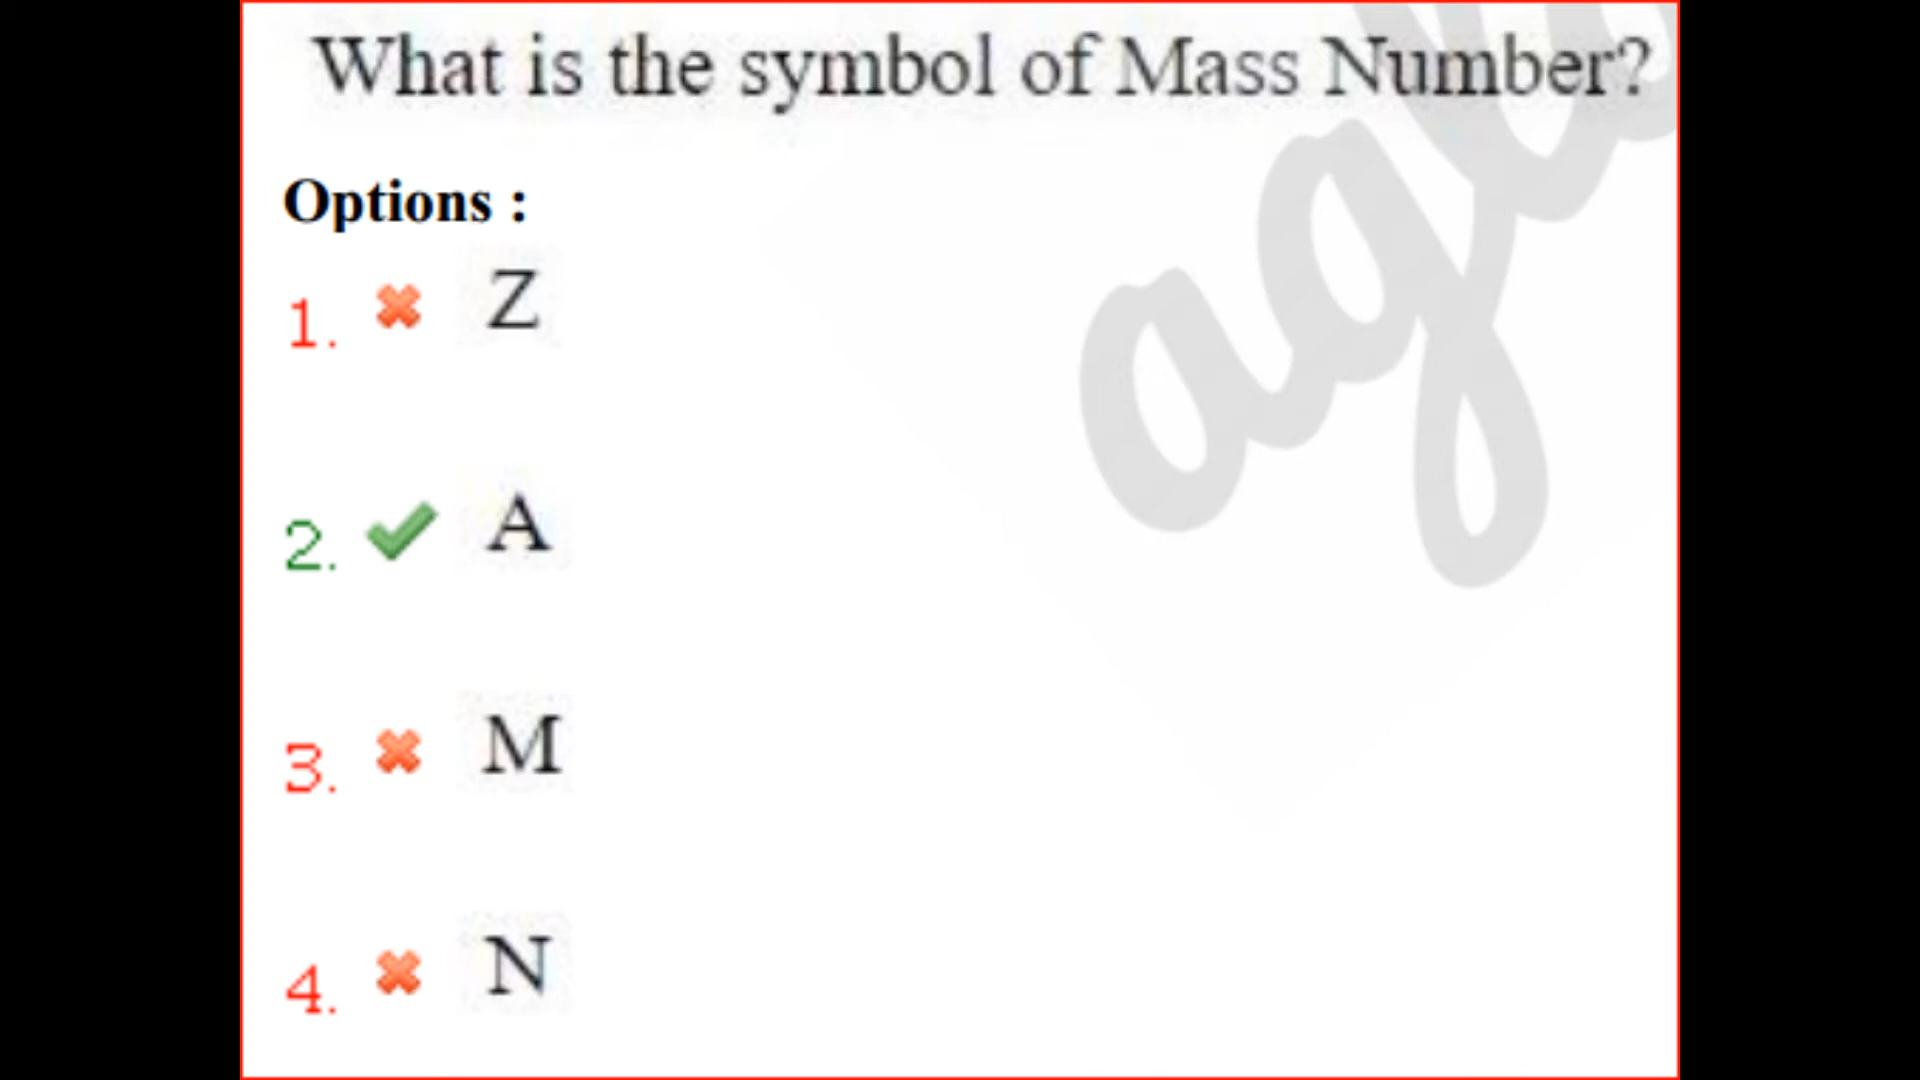 What is the symbol of Mass Number?
Options :
1. Z
2. A
3. M
4. N